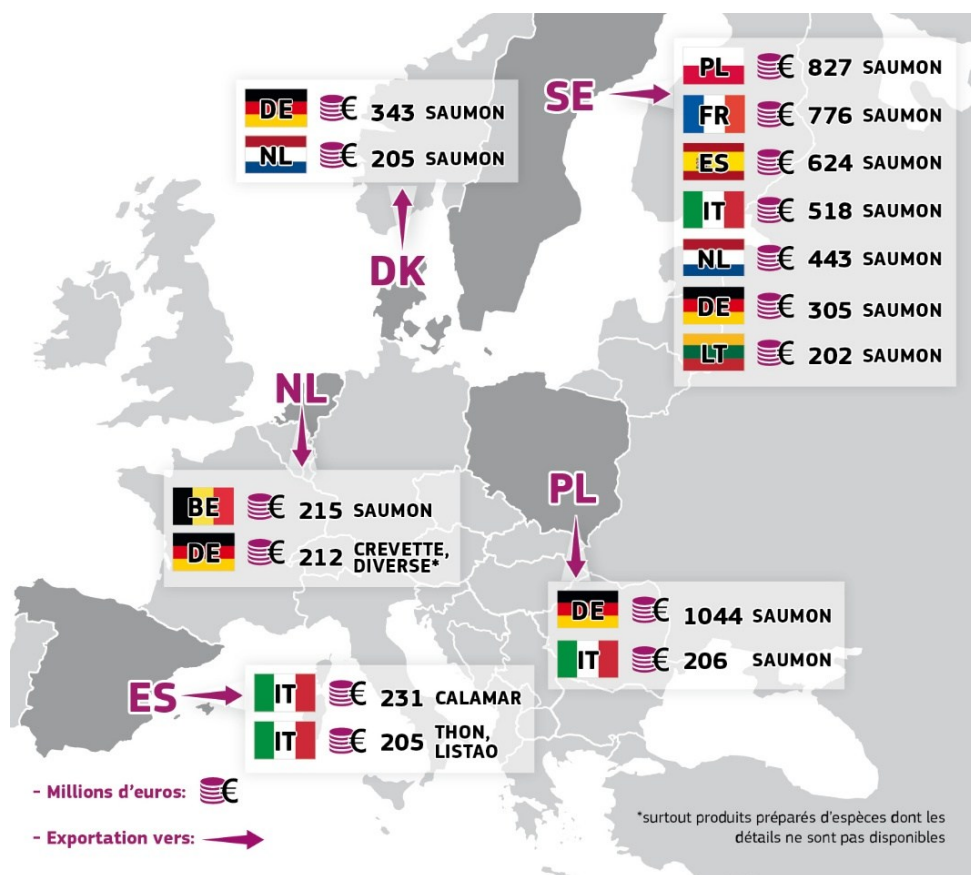 SE
PL € 827 SAUMON
FR € 776 SAUMON
ES € 624 SAUMON
IT € 518 SAUMON
NL € 443 SAUMON
DE € 305 SAUMON
LT € 202 SAUMON
DE € 343 SAUMON
NL € 205 SAUMON
DK
NL
BE € 215 SAUMON
DE € 212 CREVETTE,
DIVERSE*
PL
DE € 1044 SAUMON
IT € 206 SAUMON
ES
IT € 231 CALAMAR
IT € 205 THON,
LISTAO
- Millions d'euros: €
- Exportation vers:
*surtout produits préparés d'espèces dont les
détails ne sont pas disponibles